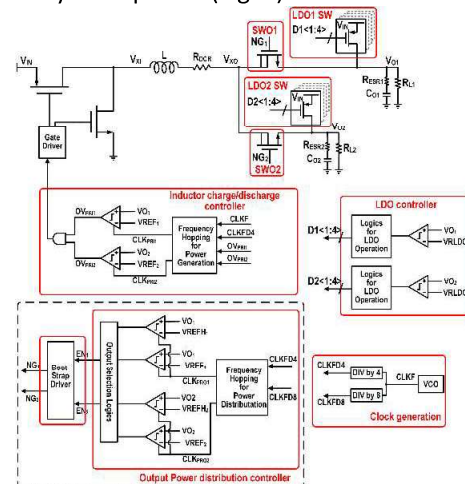 SWO1
LDO1 SW
D1<1:4>
VIN
NG1
VIN
VXI
L
RDCR
VXO
VO1
RESR1
RL1
CO1
LDO2 SW
VIN
D2<1:4>
VO2
NG2
RESR2
RL2
CO2
SWO2
Gate
Driver
Inductor charge/discharge
controller
OVPRI1
VO1
VREF1
CLKPRI1
Frequency
Hopping
for
Power
Generation
CLKF
CLKFD4
OVPRI1
OVPRI2
VO2
VREF2
OVPRI2
CLKPRI2
LDO controller
D1<1:4>
Logics
for
LDO
Operation
VO1
VRLDO
D2<1:4>
Logics
for
LDO
Operation
VO2
VRLDO
Boot
Strap
Driver
NG1
NG2
EN1
Output Selection Logics
VO1
VREFH
VO1
VREF1
CLKPRO1
VO2
VREFH2
VO2
VREF2
CLKPRO2
Frequency
Hopping
for
Power
Distribution
CLKFD4
CLKFD8
Output Power distribution controller
CLKFD4
DIV by 4
CLKF
VCO
CLKFD8
DIV by 8
Clock generation